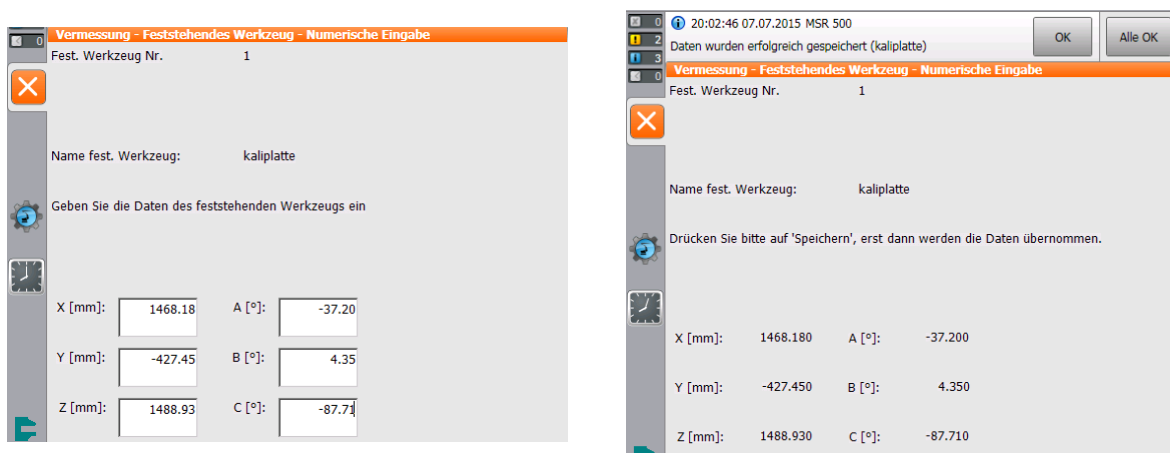 0
Vermessung - Feststehendes Werkzeug - Numerische Eingabe
Fest. Werkzeug Nr. 1
Name fest. Werkzeug: kaliplatte
Geben Sie die Daten des feststehenden Werkzeugs ein
X [mm]: 1468.18 A [°]: -37.20
Y [mm]: -427.45 B [°]: 4.35
Z [mm]: 1488.93 C [°]: -87.71
0
2
3
0
20:02:46 07.07.2015 MSR 500
Daten wurden erfolgreich gespeichert (kaliplatte)
OK
Alle OK
Vermessung - Feststehendes Werkzeug - Numerische Eingabe
Fest. Werkzeug Nr. 1
Name fest. Werkzeug: kaliplatte
Drücken Sie bitte auf 'Speichern', erst dann werden die Daten übernommen.
X [mm]: 1468.180 A [°]: -37.200
Y [mm]: -427.450 B [°]: 4.350
Z [mm]: 1488.930 C [°]: -87.710